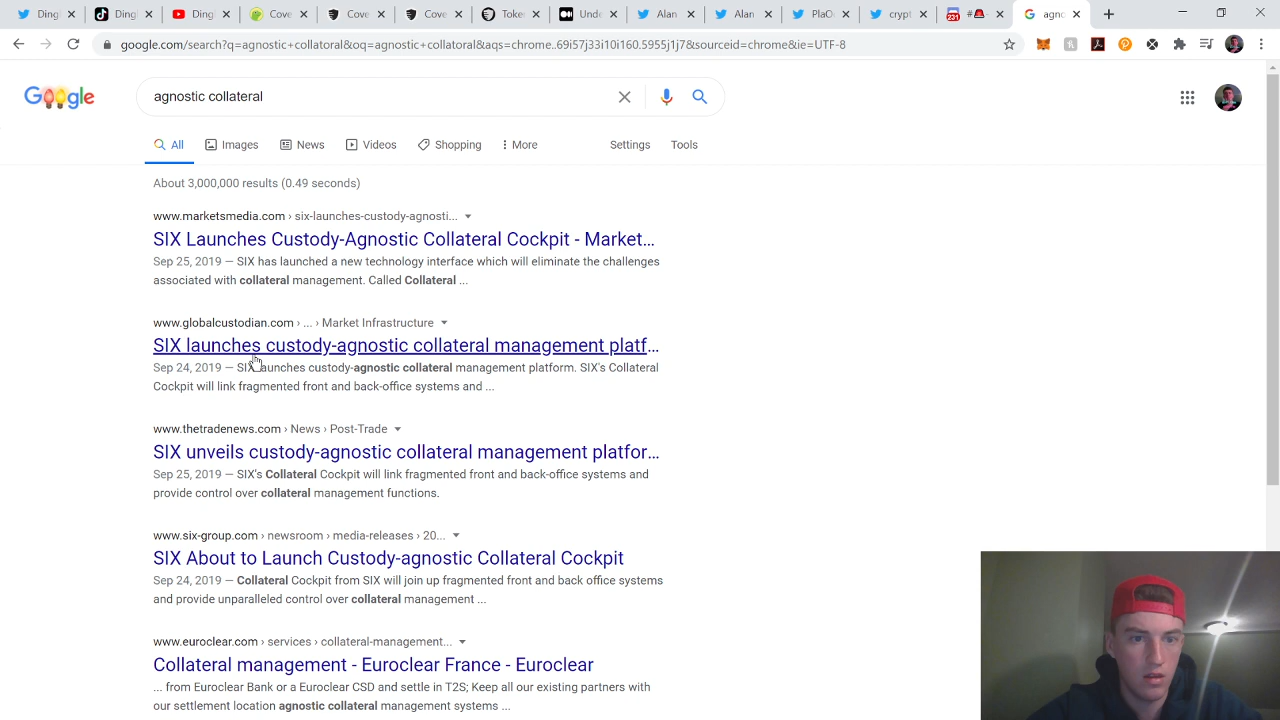 Dingl
Dingl
Dingl
Cove
Cove
Cove
Token
Unde
Alan
Alan
PlaOw
crypt
231
#
agno
google.com/search?q=agnostic+collatoral&oq=agnostic+collatoral&aqs=chrome..69i57j33i10i160.5955j1j7&sourceid=chrome&ie=UTF-8
Google
agnostic collateral
All
Images
News
Videos
Shopping
More
Settings
Tools
About 3,000,000 results (0.49 seconds)
www.marketsmedia.com › six-launches-custody-agnosti...
SIX Launches Custody-Agnostic Collateral Cockpit - Market...
Sep 25, 2019 — SIX has launched a new technology interface which will eliminate the challenges
associated with collateral management. Called Collateral ...
www.globalcustodian.com › ... › Market Infrastructure
SIX launches custody-agnostic collateral management platf...
Sep 24, 2019 — SIX launches custody-agnostic collateral management platform. SIX's Collateral
Cockpit will link fragmented front and back-office systems and ...
www.thetradenews.com › News › Post-Trade
SIX unveils custody-agnostic collateral management platfor...
Sep 25, 2019 — SIX's Collateral Cockpit will link fragmented front and back-office systems and
provide control over collateral management functions.
www.six-group.com › newsroom › media-releases › 20...
SIX About to Launch Custody-agnostic Collateral Cockpit
Sep 24, 2019 — Collateral Cockpit from SIX will join up fragmented front and back office systems
and provide unparalleled control over collateral management ...
www.euroclear.com › services › collateral-management...
Collateral management - Euroclear France - Euroclear
... from Euroclear Bank or a Euroclear CSD and settle in T2S; Keep all our existing partners with
our settlement location agnostic collateral management systems ...